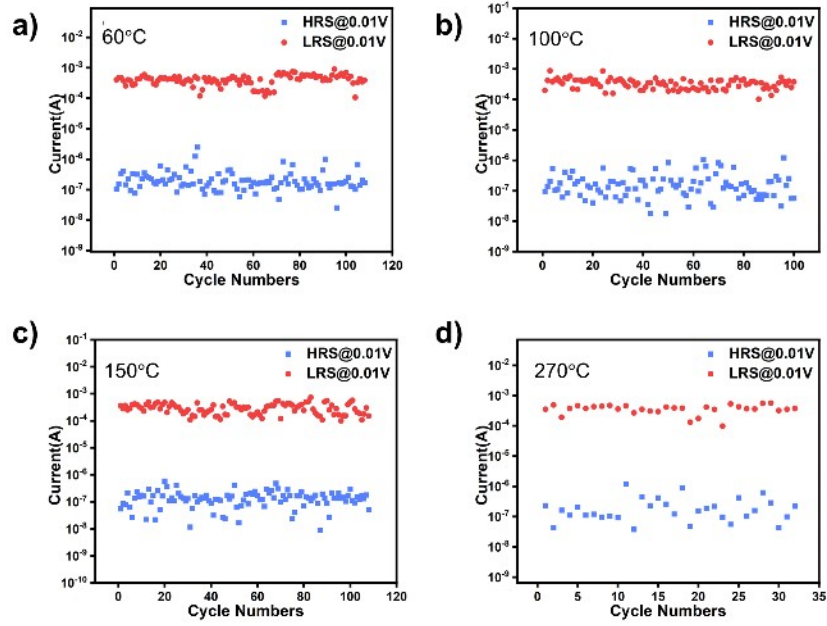 a)
60°C
HRS@0.01V
LRS@0.01V
10⁻²
10⁻³
10⁻⁴
10⁻⁵
10⁻⁶
10⁻⁷
10⁻⁸
10⁻⁹
Current(A)
0 20 40 60 80 100 120
Cycle Numbers
b)
100°C
HRS@0.01V
LRS@0.01V
10⁻²
10⁻³
10⁻⁴
10⁻⁵
10⁻⁶
10⁻⁷
10⁻⁸
10⁻⁹
Current(A)
0 20 40 60 80 100
Cycle Numbers
c)
150°C
HRS@0.01V
LRS@0.01V
10⁻¹
10⁻²
10⁻³
10⁻⁴
10⁻⁵
10⁻⁶
10⁻⁷
10⁻⁸
10⁻⁹
10⁻¹⁰
Current(A)
0 20 40 60 80 100 120
Cycle Numbers
d)
270°C
HRS@0.01V
LRS@0.01V
10⁻²
10⁻³
10⁻⁴
10⁻⁵
10⁻⁶
10⁻⁷
10⁻⁸
10⁻⁹
Current(A)
0 5 10 15 20 25 30 35
Cycle Numbers